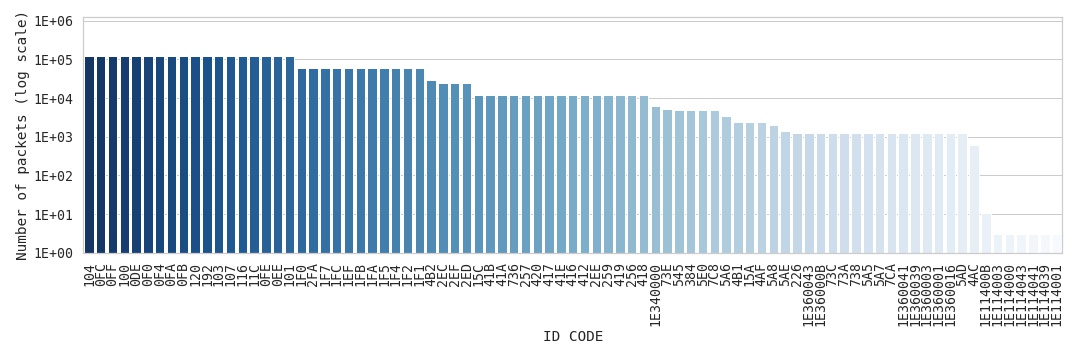 Number of packets (log scale)
1E+06
1E+05
1E+04
1E+03
1E+02
1E+01
1E+00
104
0FC
0FF
100
0DE
0F0
0F4
0FA
0FB
120
192
103
107
116
11C
0FE
0EE
101
1F0
2FA
1F7
1FC
1EF
1FB
1FA
1F5
1F4
1F2
1F1
4B2
2EC
2EF
2ED
15C
41B
41A
736
257
420
417
41E
416
412
2EE
259
419
256
418
1E340000
73E
545
384
5E0
7C8
5A6
4B1
15A
4AF
5A8
5AE
226
1E360043
1E36000B
73C
73A
738
5A5
5A7
7CA
1E360041
1E360039
1E360003
1E360001
1E360016
5AD
4AC
1E11400B
1E114003
1E114000
1E114043
1E114041
1E114039
1E114001
ID CODE